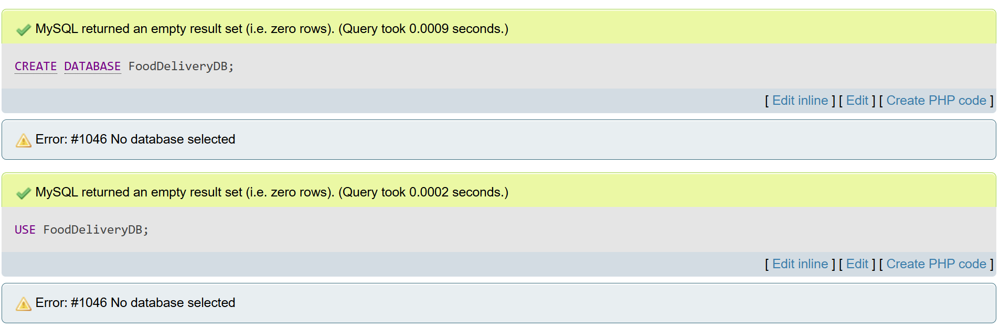 MySQL returned an empty result set (i.e. zero rows). (Query took 0.0009 seconds.)
CREATE DATABASE FoodDeliveryDB;
[ Edit inline ] [ Edit ] [ Create PHP code ]
Error: #1046 No database selected
MySQL returned an empty result set (i.e. zero rows). (Query took 0.0002 seconds.)
USE FoodDeliveryDB;
[ Edit inline ] [ Edit ] [ Create PHP code ]
Error: #1046 No database selected